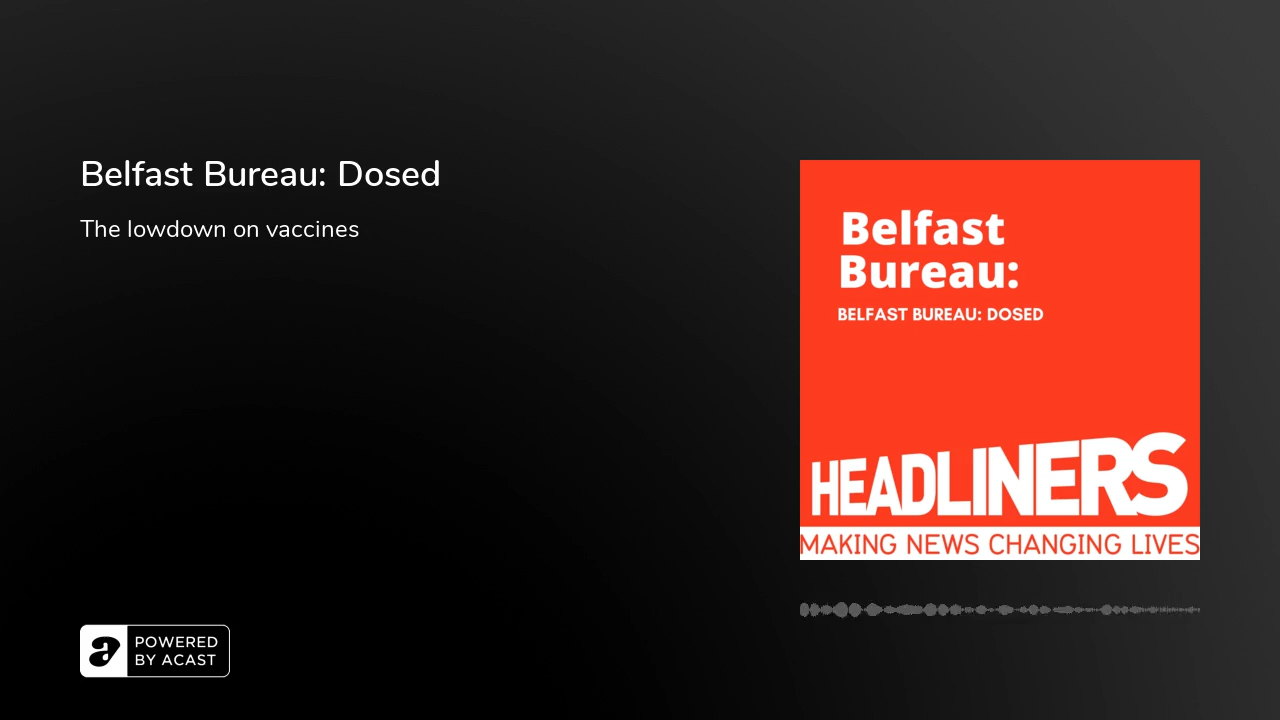 Belfast Bureau: Dosed
The lowdown on vaccines
Belfast
Bureau:
BELFAST BUREAU: DOSED
HEADLINERS
MAKING NEWS CHANGING LIVES
a
POWERED
BY ACAST